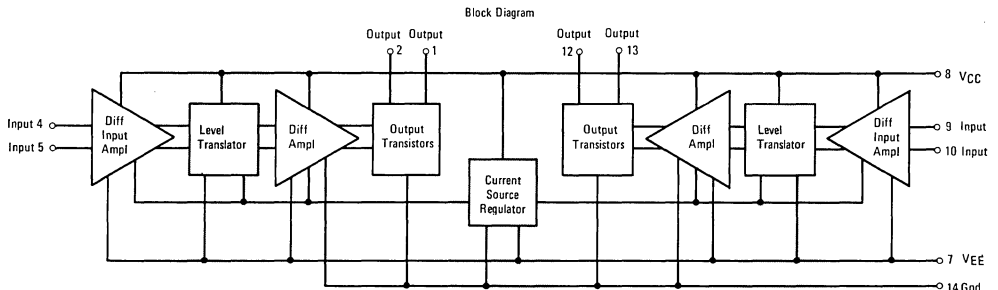 Block Diagram
Output 2
Output 1
Output 12
Output 13
8 VCC
Input 4
Input 5
Diff Input Ampl
Level Translator
Diff Ampl
Output Transistors
Current Source Regulator
Output Transistors
Diff Ampl
Level Translator
Diff Input Ampl
9 Input
10 Input
7 VEE
14 Gnd